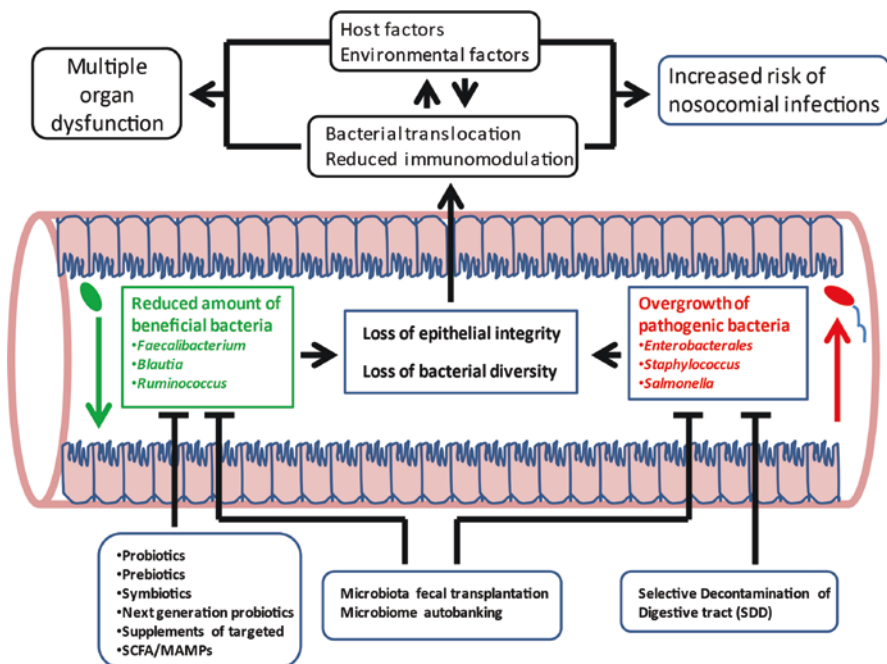 Host factors
Environmental factors
Multiple
organ
dysfunction
Increased risk of
nosocomial infections
Bacterial translocation
Reduced immunomodulation
Reduced amount of
beneficial bacteria
•Faecalibacterium
•Blautia
•Ruminococcus
Loss of epithelial integrity
Loss of bacterial diversity
Overgrowth of
pathogenic bacteria
•Enterobacterales
•Staphylococcus
•Salmonella
•Probiotics
•Prebiotics
•Symbiotics
•Next generation probiotics
•Supplements of targeted
•SCFA/MAMPs
Microbiota fecal transplantation
Microbiome autobanking
Selective Decontamination of
Digestive tract (SDD)